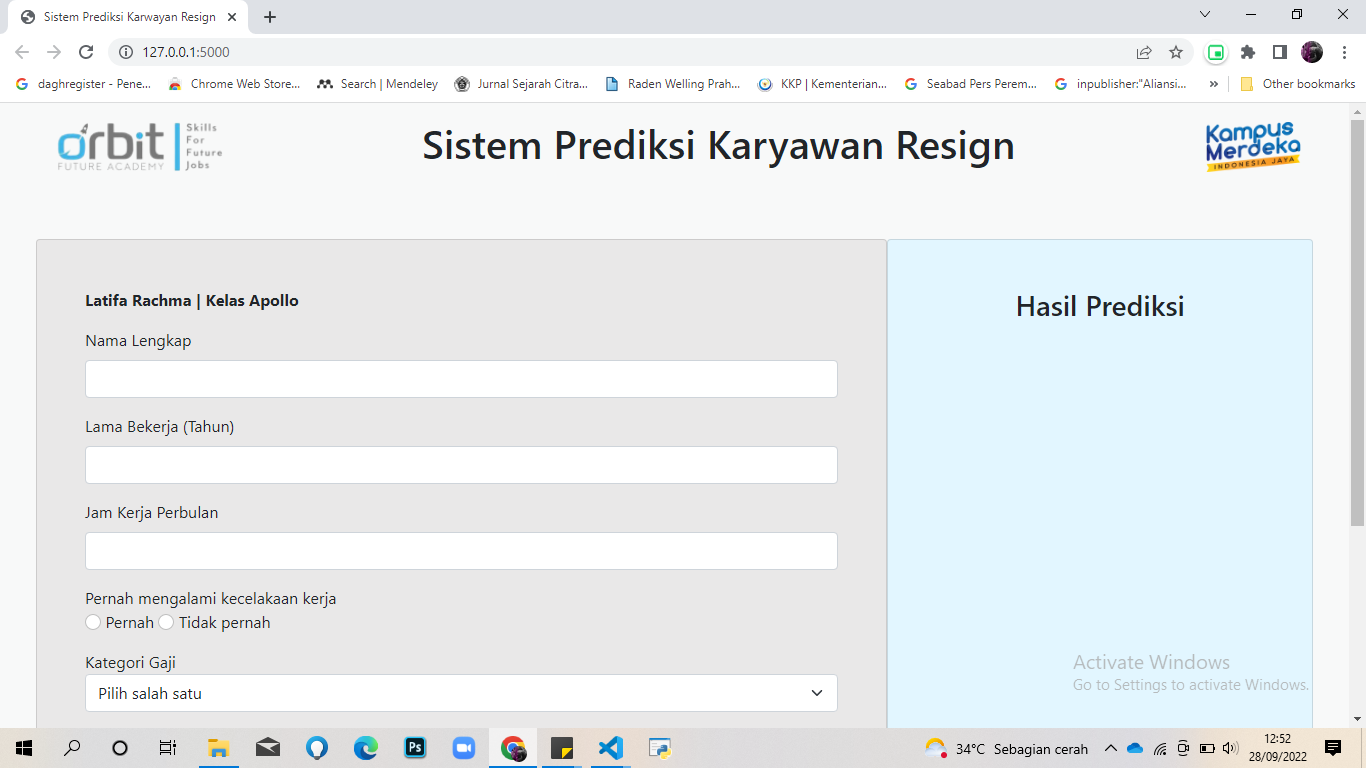 Sistem Prediksi Karwayan Resign
127.0.0.1:5000
daghregister - Pene...
Chrome Web Store...
Search | Mendeley
Jurnal Sejarah Citra...
Raden Welling Prah...
KKP | Kementerian...
Seabad Pers Perem...
inpublisher:"Aliansi...
Other bookmarks
orbit
FUTURE ACADEMY
Skills
For
Future
Jobs
Sistem Prediksi Karyawan Resign
Kampus
Merdeka
INDONESIA JAYA
Latifa Rachma | Kelas Apollo
Nama Lengkap
Lama Bekerja (Tahun)
Jam Kerja Perbulan
Pernah mengalami kecelakaan kerja
Pernah Tidak pernah
Kategori Gaji
Pilih salah satu
Hasil Prediksi
Activate Windows
Go to Settings to activate Windows.
Ps
34°C Sebagian cerah
12:52
28/09/2022